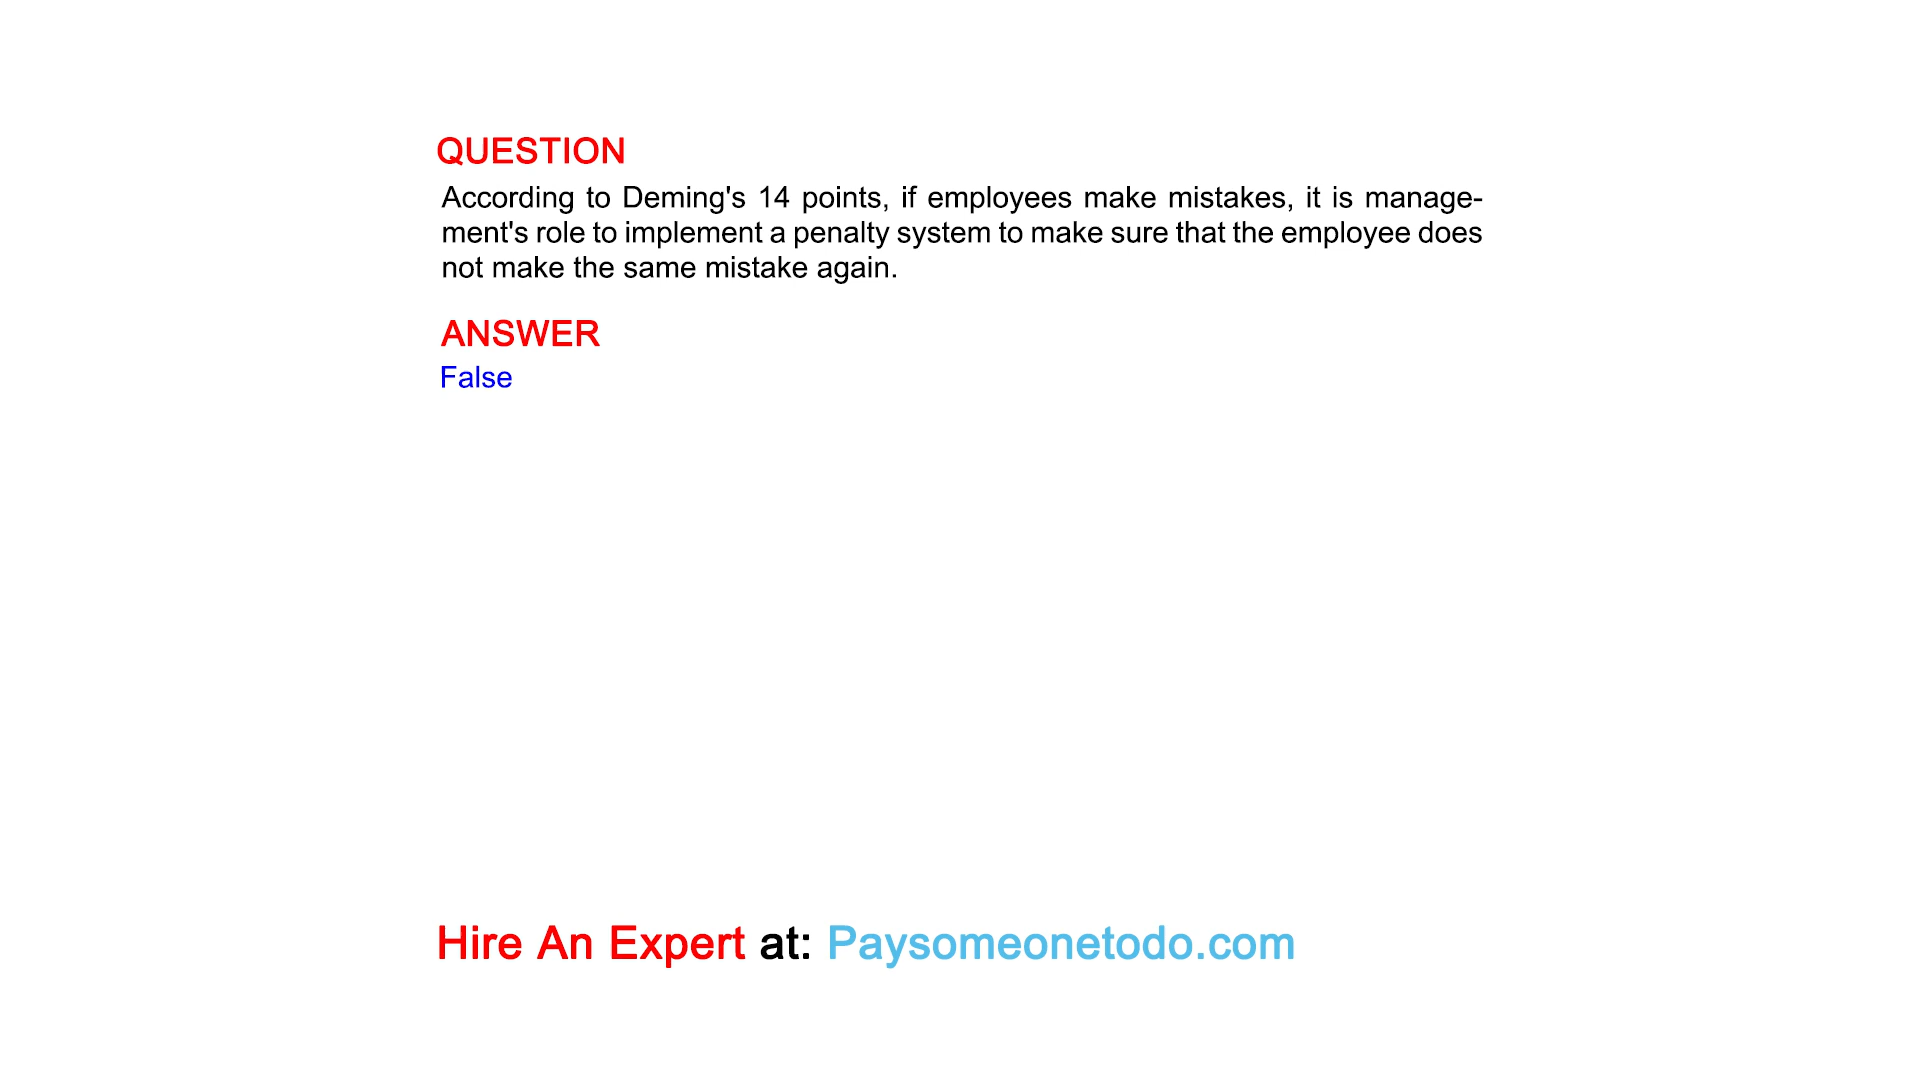 QUESTION
According to Deming's 14 points, if employees make mistakes, it is manage-
ment's role to implement a penalty system to make sure that the employee does
not make the same mistake again.
ANSWER
False
Hire An Expert at: Paysomeonetodo.com